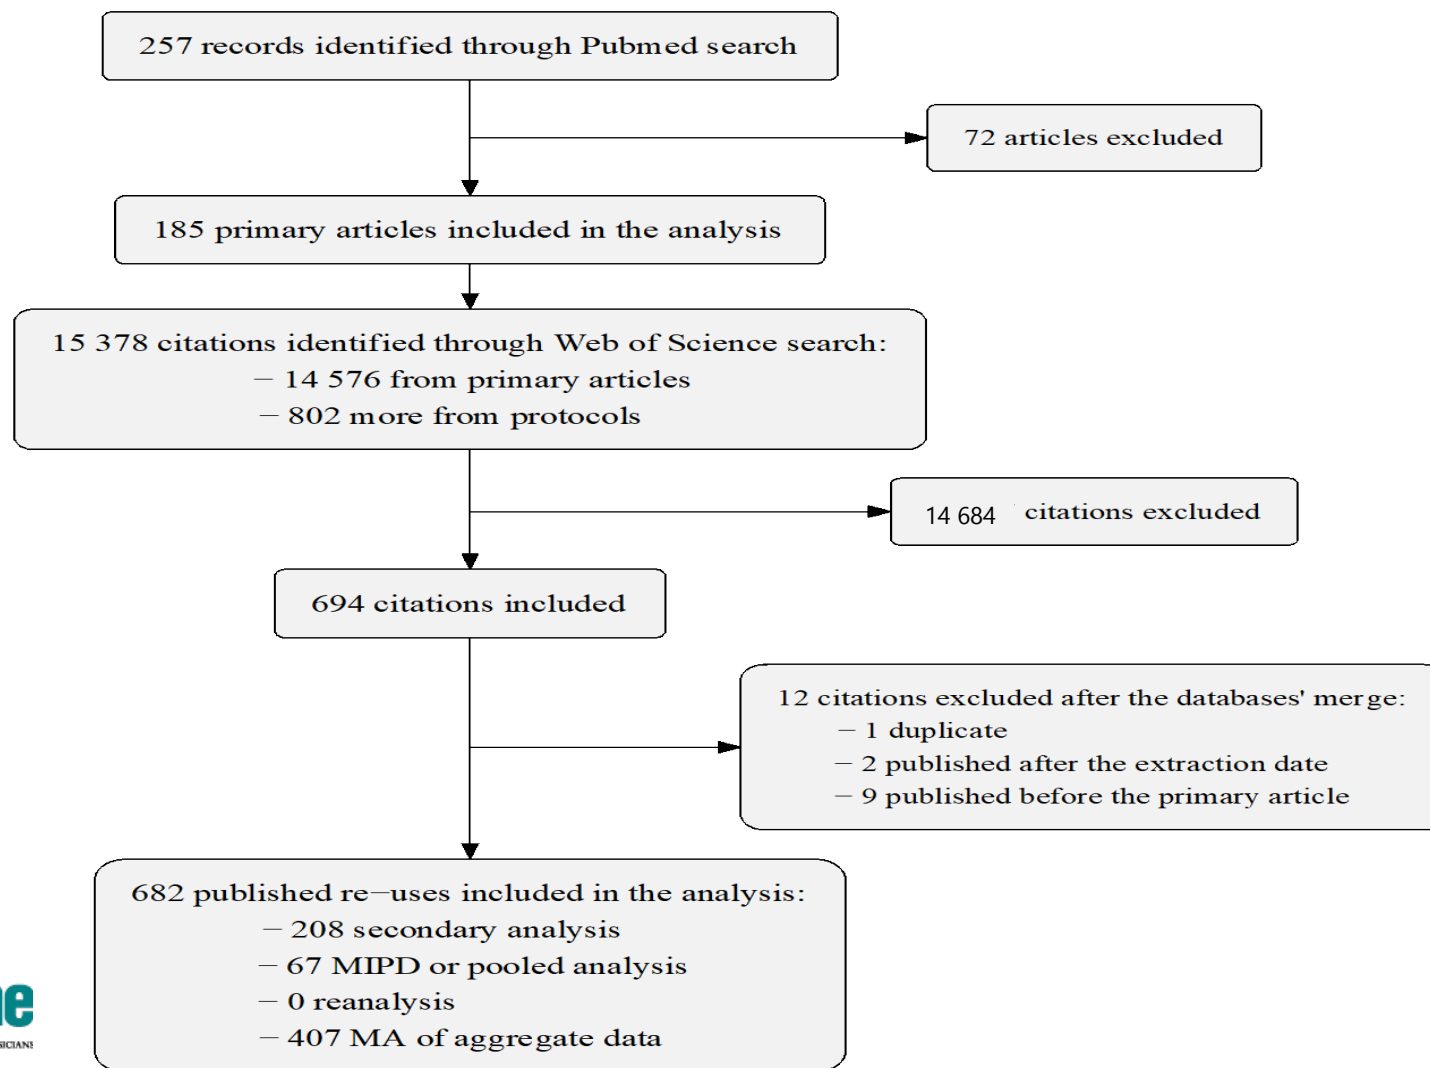 257 records identified through Pubmed search
72 articles excluded
185 primary articles included in the analysis
15 378 citations identified through Web of Science search:
− 14 576 from primary articles
− 802 more from protocols
14 684 citations excluded
694 citations included
12 citations excluded after the databases' merge:
− 1 duplicate
− 2 published after the extraction date
− 9 published before the primary article
682 published re−uses included in the analysis:
− 208 secondary analysis
− 67 MIPD or pooled analysis
− 0 reanalysis
− 407 MA of aggregate data